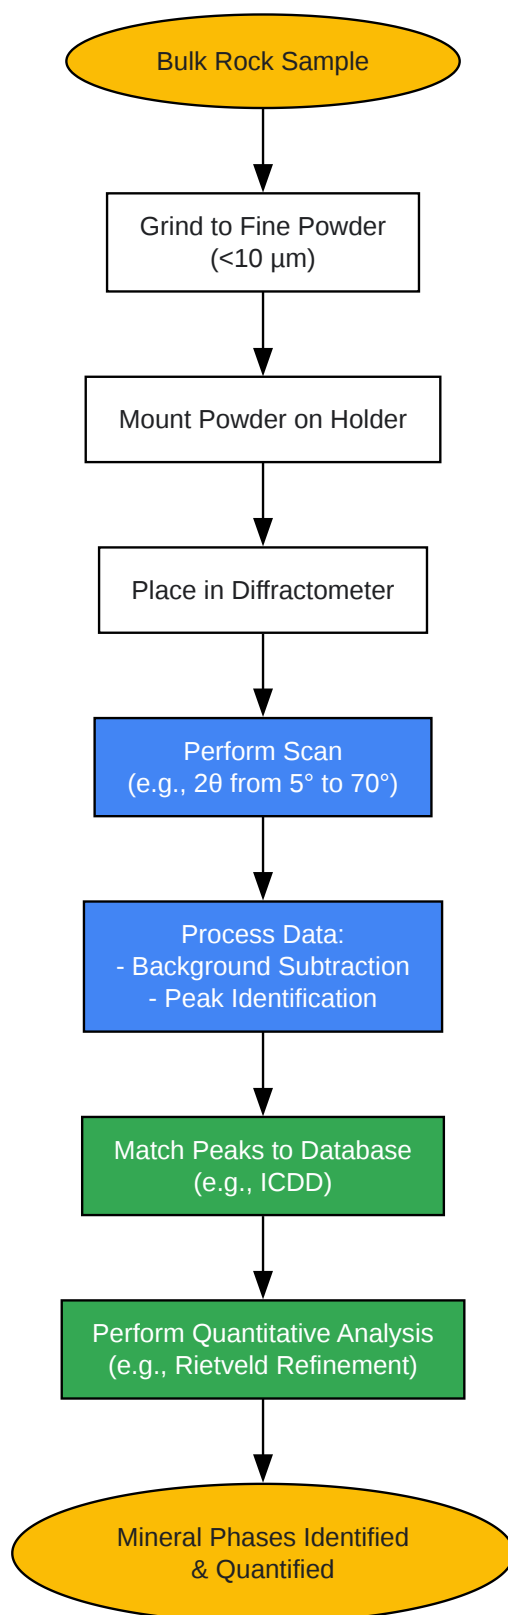 Bulk Rock Sample
Grind to Fine Powder
(<10 µm)
Mount Powder on Holder
Place in Diffractometer
Perform Scan
(e.g., 2θ from 5° to 70°)
Process Data:
- Background Subtraction
- Peak Identification
Match Peaks to Database
(e.g., ICDD)
Perform Quantitative Analysis
(e.g., Rietveld Refinement)
Mineral Phases Identified
& Quantified